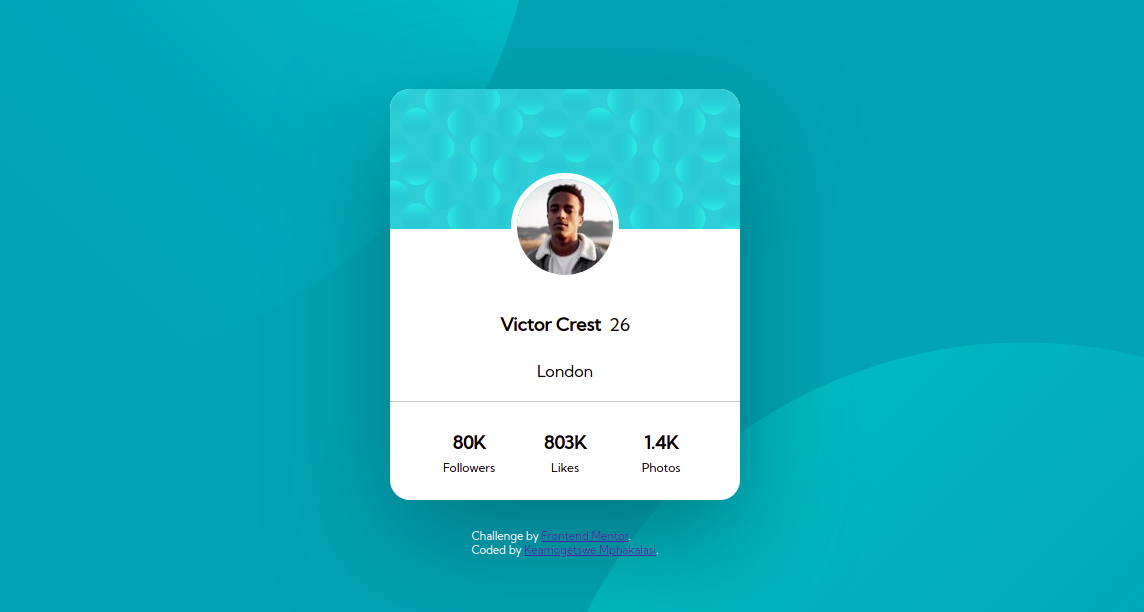 Victor Crest 26
London
80K 803K 1.4K
Followers Likes Photos
Challenge by Frontend Mentor.
Coded by Keamogetswe Mphakalasi.